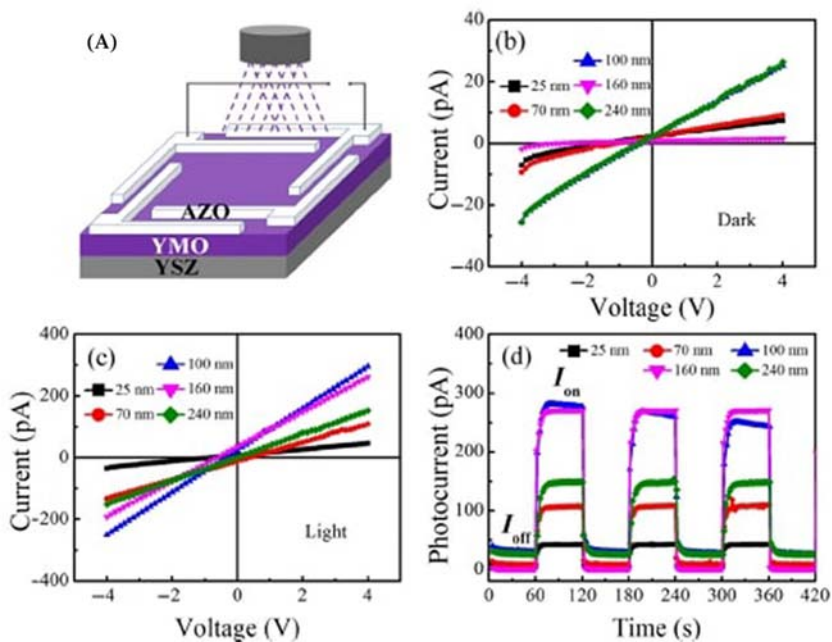 (A)
AZO
YMO
YSZ
(b)
100 nm
25 nm
160 nm
70 nm
240 nm
Current (pA)
40
20
0
−20
−40
Dark
−4
−2
0
2
4
Voltage (V)
(c)
100 nm
25 nm
160 nm
70 nm
240 nm
Current (pA)
400
200
0
-200
-400
Light
−4
−2
0
2
4
Voltage (V)
(d)
25 nm
70 nm
100 nm
160 nm
240 nm
Photocurrent (pA)
400
300
200
100
0
Ion
Ioff
0
60
120
180
240
300
360
420
Time (s)